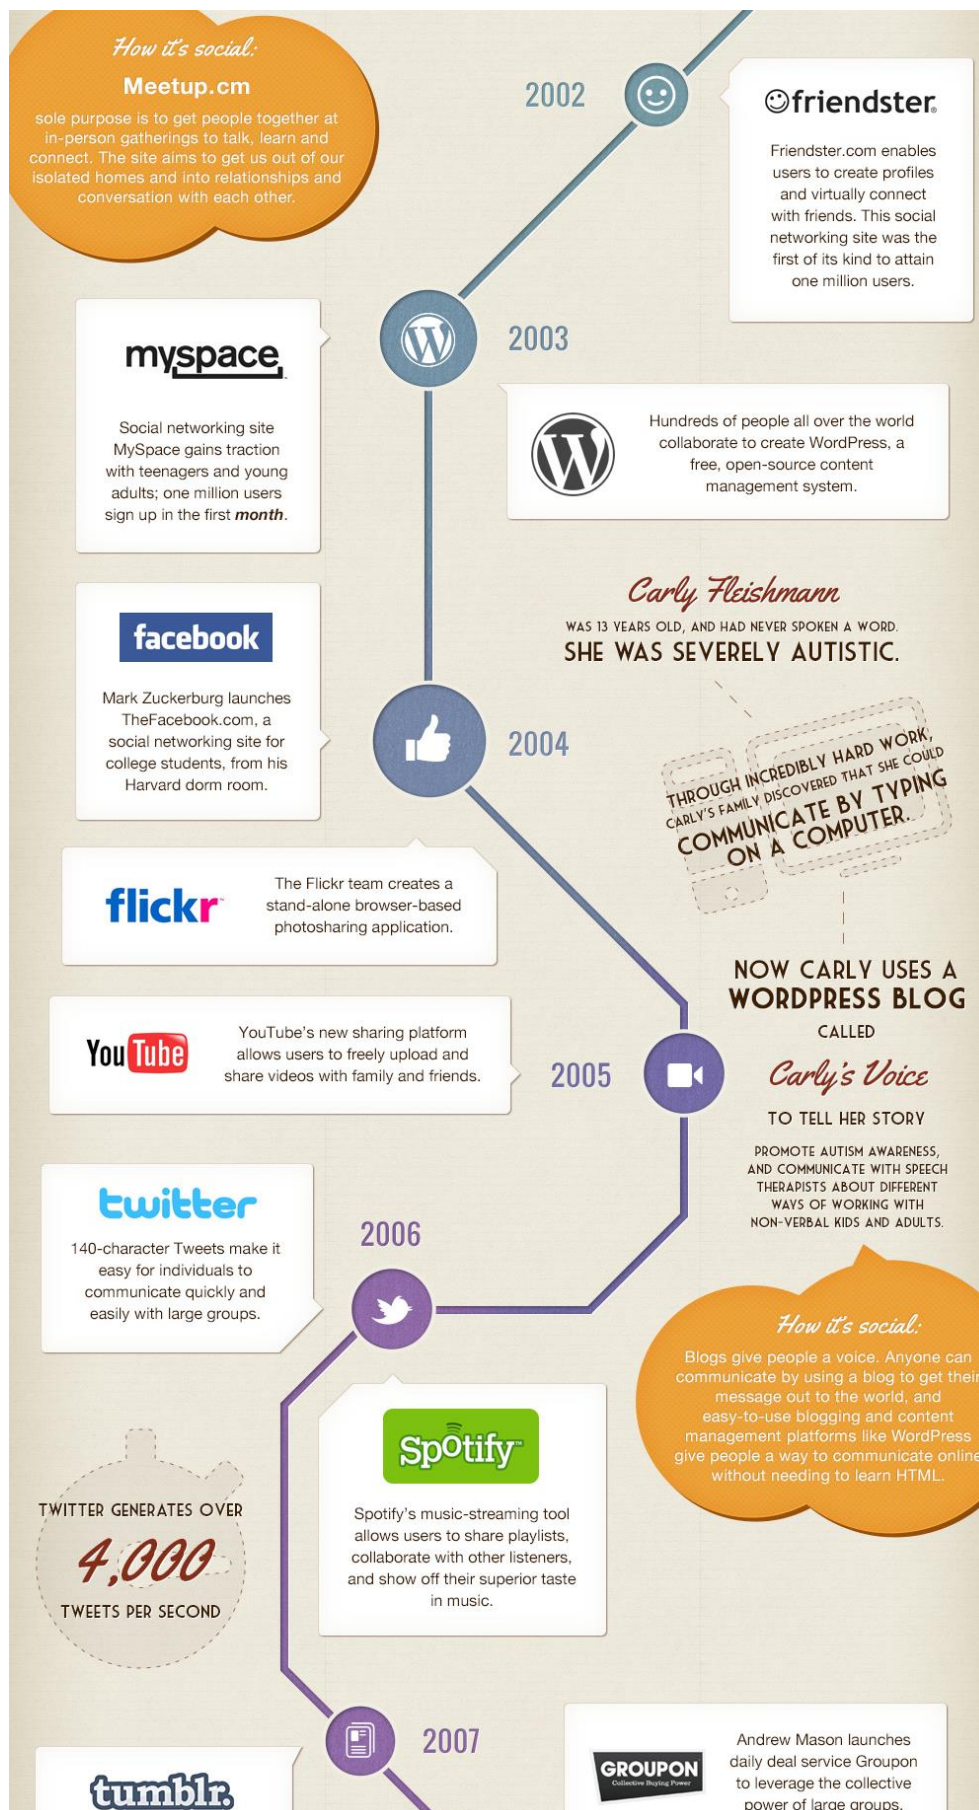 How it's social:
Meetup.cm
sole purpose is to get people together at
in-person gatherings to talk, learn and
connect. The site aims to get us out of our
isolated homes and into relationships and
conversation with each other.
2002
friendster®
Friendster.com enables
users to create profiles
and virtually connect
with friends. This social
networking site was the
first of its kind to attain
one million users.
myspace
Social networking site
MySpace gains traction
with teenagers and young
adults; one million users
sign up in the first month.
2003
Hundreds of people all over the world
collaborate to create WordPress, a
free, open-source content
management system.
Carly Fleishmann
WAS 13 YEARS OLD, AND HAD NEVER SPOKEN A WORD.
SHE WAS SEVERELY AUTISTIC.
facebook
Mark Zuckerburg launches
TheFacebook.com, a
social networking site for
college students, from his
Harvard dorm room.
2004
THROUGH INCREDIBLY HARD WORK,
CARLY'S FAMILY DISCOVERED THAT SHE COULD
COMMUNICATE BY TYPING
ON A COMPUTER.
flickr
The Flickr team creates a
stand-alone browser-based
photosharing application.
NOW CARLY USES A
WORDPRESS BLOG
CALLED
Carly's Voice
TO TELL HER STORY
PROMOTE AUTISM AWARENESS,
AND COMMUNICATE WITH SPEECH
THERAPISTS ABOUT DIFFERENT
WAYS OF WORKING WITH
NON-VERBAL KIDS AND ADULTS.
YouTube
YouTube's new sharing platform
allows users to freely upload and
share videos with family and friends.
2005
twitter
140-character Tweets make it
easy for individuals to
communicate quickly and
easily with large groups.
2006
How it's social:
Blogs give people a voice. Anyone can
communicate by using a blog to get their
message out to the world, and
easy-to-use blogging and content
management platforms like WordPress
give people a way to communicate online
without needing to learn HTML.
Spotify™
Spotify's music-streaming tool
allows users to share playlists,
collaborate with other listeners,
and show off their superior taste
in music.
TWITTER GENERATES OVER
4,000
TWEETS PER SECOND
2007
tumblr.
GROUPON
Collective Buying Power
Andrew Mason launches
daily deal service Groupon
to leverage the collective
power of large groups.